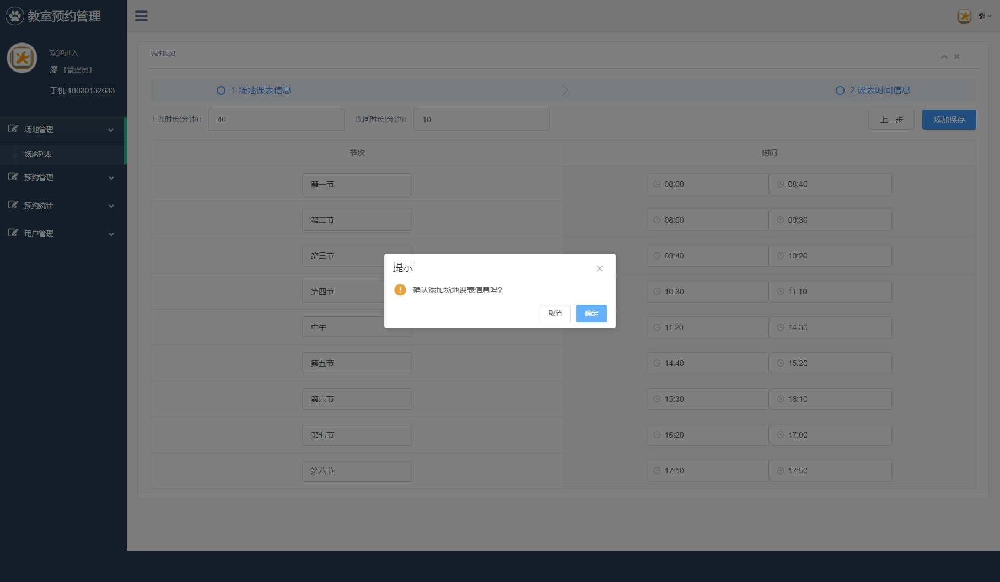 教室预约管理
廖
欢迎进入
廖 【管理员】
手机:18030132633
场地管理
场地列表
预约管理
预约统计
用户管理
场地添加
1 场地课表信息
2 课表时间信息
上课时长(分钟): 40 课间时长(分钟): 10 上一步 添加保存
节次 时间
第一节 08:00 08:40
第二节 08:50 09:30
第三节 09:40 10:20
第四节 10:30 11:10
中午 11:20 14:30
第五节 14:40 15:20
第六节 15:30 16:10
第七节 16:20 17:00
第八节 17:10 17:50
提示
确认添加场地课表信息吗?
取消 确定